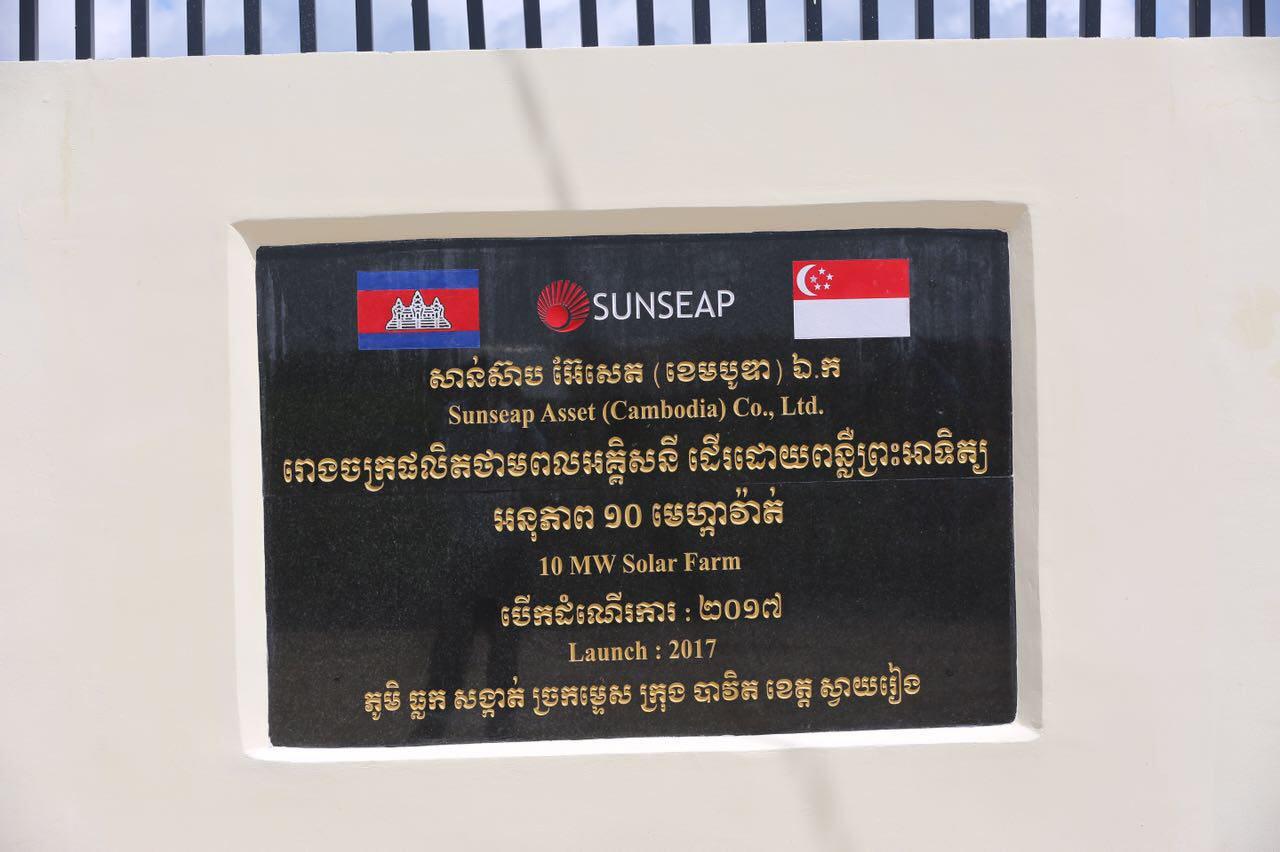 SUNSEAP
សាន់ស៊ាប អ៊ែសេត (ខេមបូឌា) ឯ.ក
Sunseap Asset (Cambodia) Co., Ltd.
រោងចក្រផលិតថាមពលអគ្គិសនី ដើរដោយពន្លឺព្រះអាទិត្យ
អនុភាព ១០ មេហ្កាវ៉ាត់
10 MW Solar Farm
បើកដំណើរការ : ២០១៧
Launch : 2017
ភូមិ ធ្លក សង្កាត់ ច្រកម្ទេស ក្រុង បាវិត ខេត្ត ស្វាយរៀង